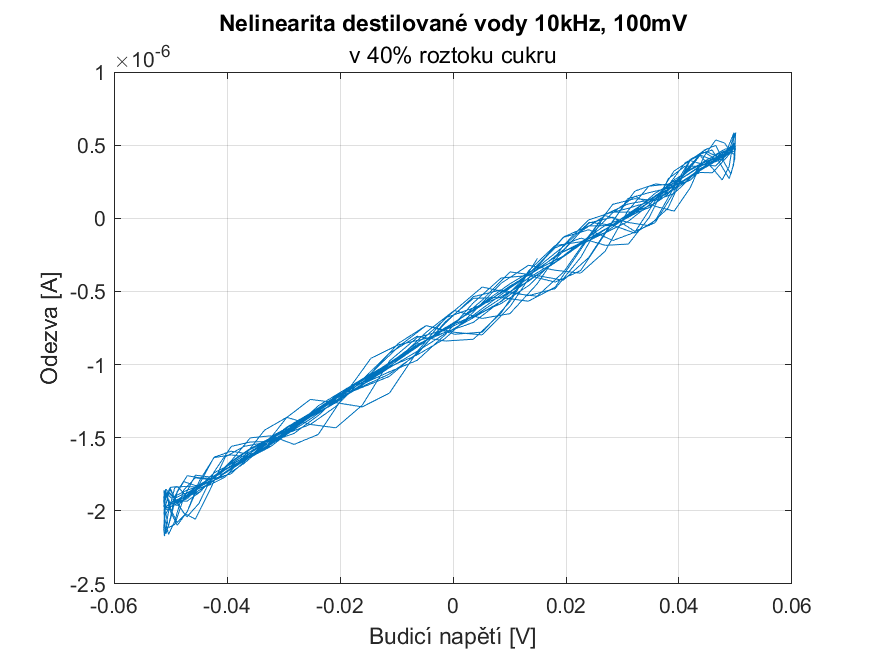 Nelinearita destilované vody 10kHz, 100mV
v 40% roztoku cukru
×10-6
1
0.5
0
-0.5
-1
-1.5
-2
-2.5
-0.06 -0.04 -0.02 0 0.02 0.04 0.06
Odezva [A]
Budicí napětí [V]